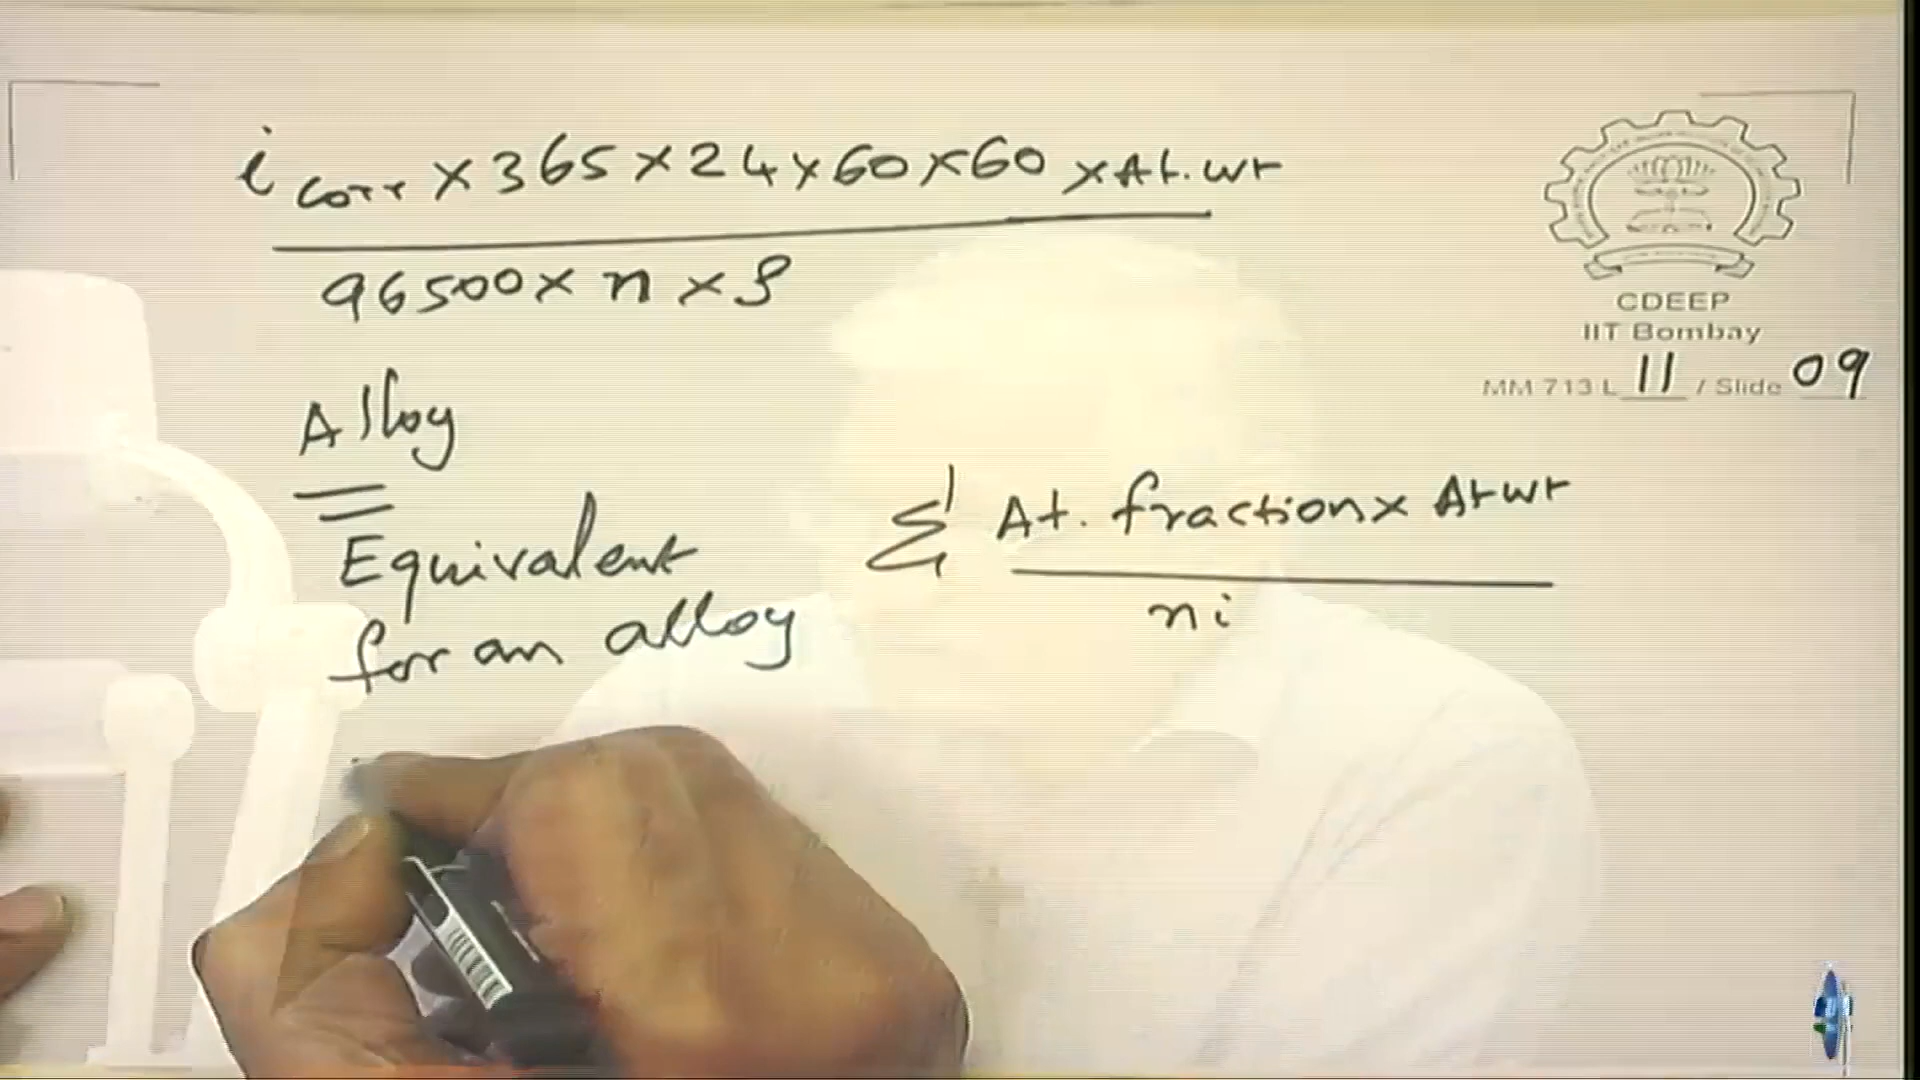 i corr × 365 × 24 × 60 × 60 × At. wt
96500 × n × ρ
CDEEP
IIT Bombay
MM 713 L 11 / Slide 09
Alloy
Σ At. fraction × At wt
ni
Equivalent
for an alloy